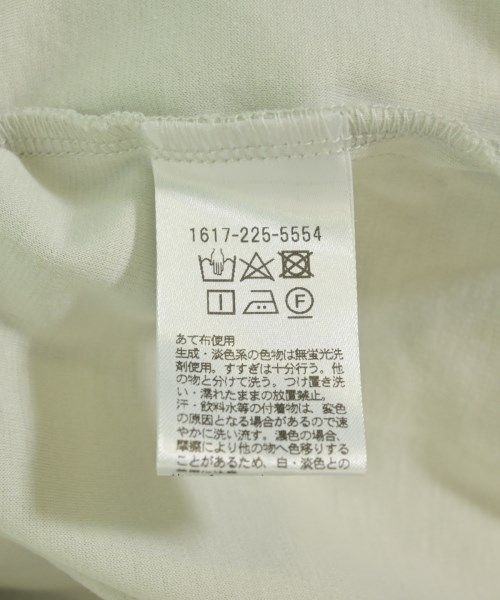 1617-225-5554
F
あて布使用
生成・淡色系の色物は無蛍光洗
剤使用。すすぎは十分行う。他
の物と分けて洗う。つけ置き洗
い・濡れたままの放置禁止。
汗・飲料水等の付着物は、変色
の原因となる場合があるので速
やかに洗い流す。濃色の場合、
摩擦により他の物へ色移りする
ことがあるため、白・淡色との